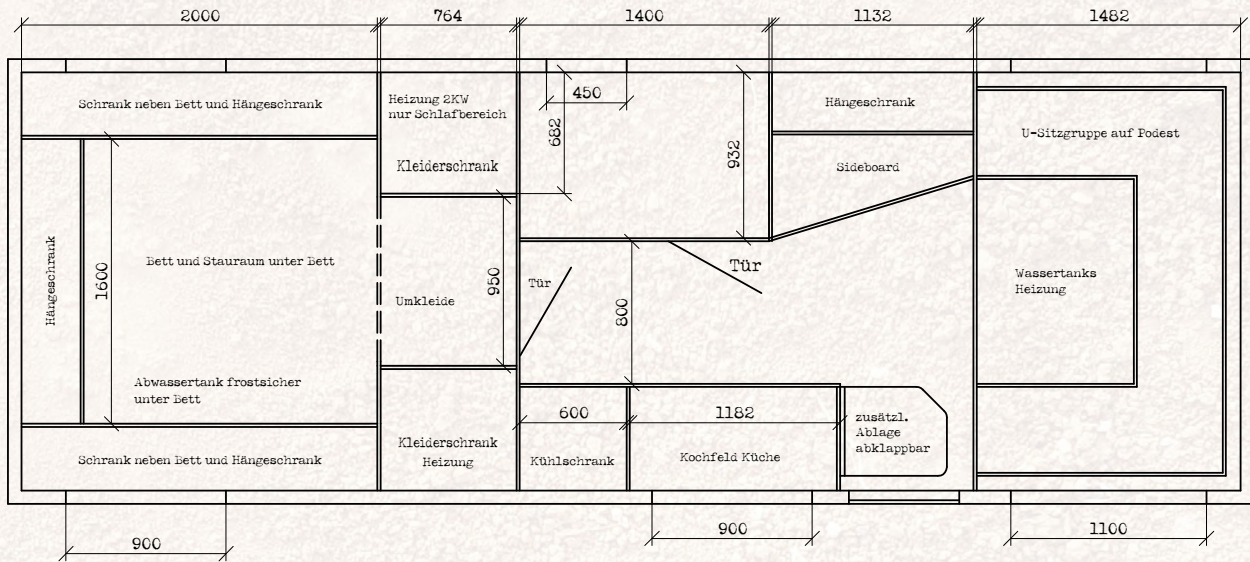 2000
764
1400
1132
1482
Schrank neben Bett und Hängeschrank
Heizung 2KW
nur Schlafbereich
Kleiderschrank
450
682
932
Hängeschrank
Sideboard
U-Sitzgruppe auf Podest
Hängeschrank
1600
Bett und Stauraum unter Bett
Abwassertank frostsicher
unter Bett
Umkleide
950
Tür
Tür
800
Wassertanks
Heizung
Schrank neben Bett und Hängeschrank
Kleiderschrank
Heizung
600
Kühlschrank
1182
Kochfeld Küche
zusätzl.
Ablage
abklappbar
900
900
1100